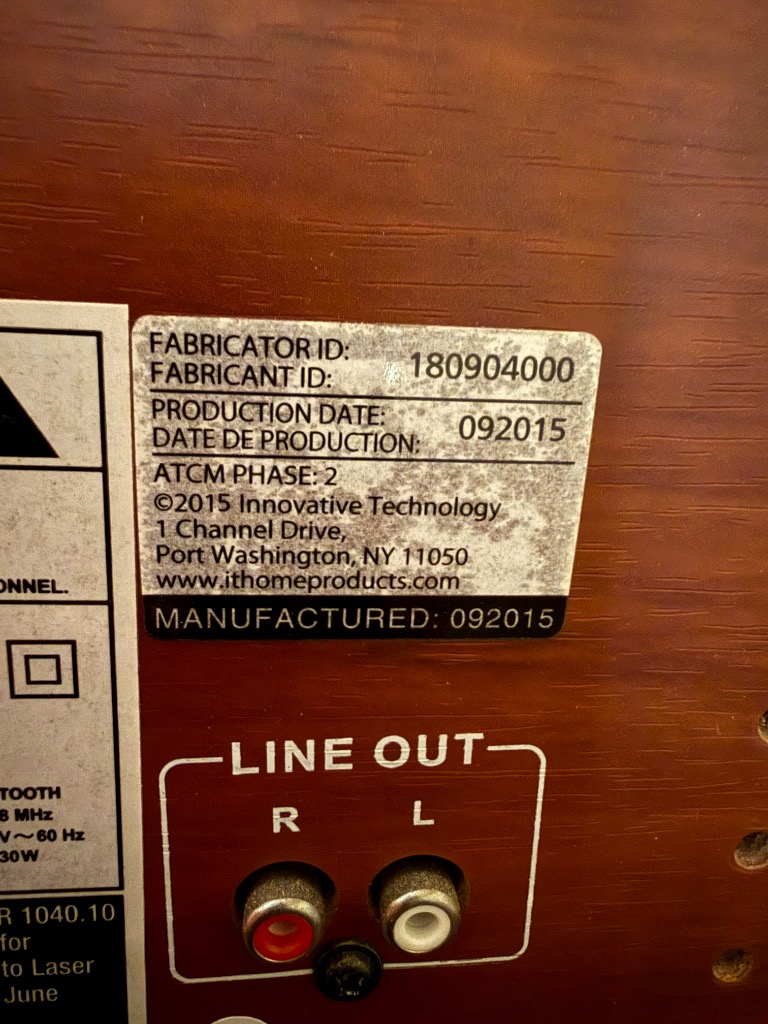 FABRICATOR ID:
FABRICANT ID:
180904000
PRODUCTION DATE:
DATE DE PRODUCTION:
092015
ATCM PHASE: 2
©2015 Innovative Technology
1 Channel Drive,
Port Washington, NY 11050
www.ithomeproducts.com
MANUFACTURED: 092015
ONNEL.
TOOTH
8 MHz
V~60 Hz
30W
R 1040.10
for
to Laser
June
LINE OUT
R L